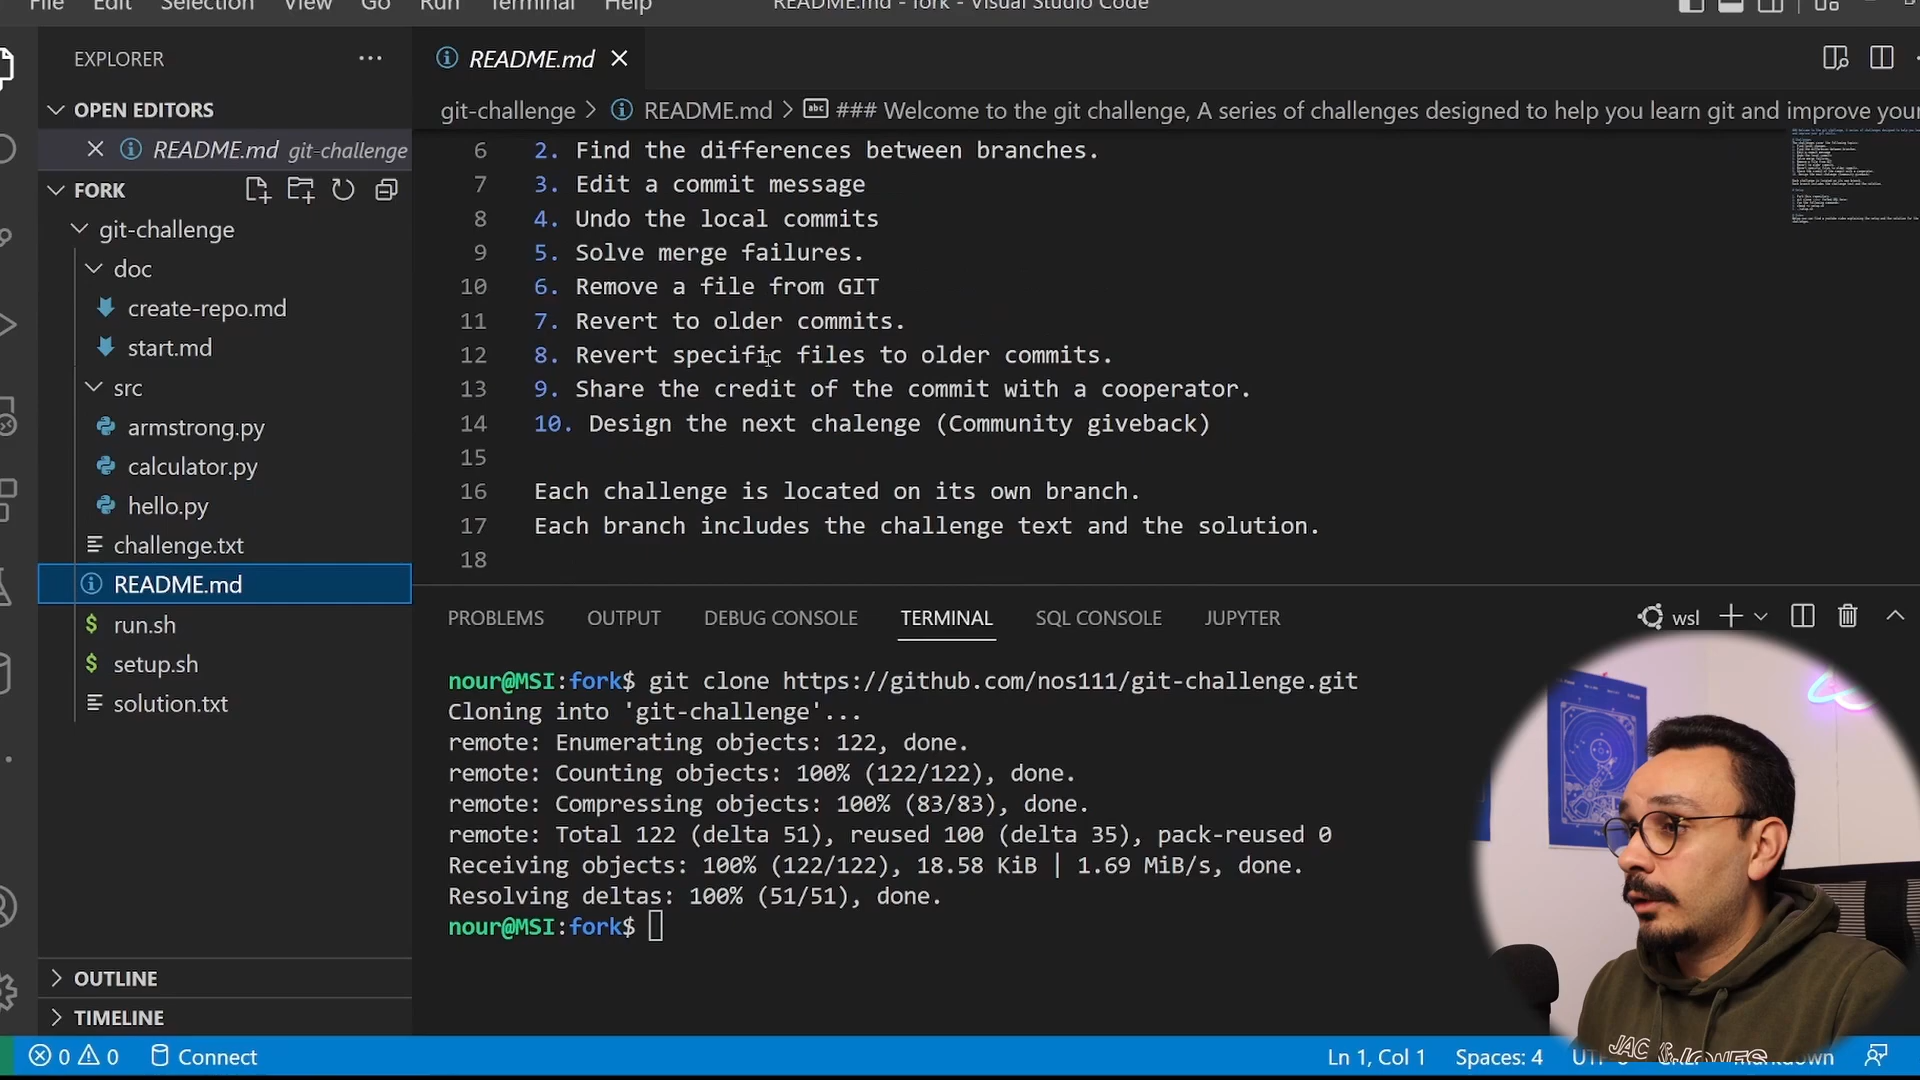 File Edit Selection View Go Run Terminal Help README.md - fork - Visual Studio Code
EXPLORER
OPEN EDITORS
README.md git-challenge
FORK
git-challenge
doc
create-repo.md
start.md
src
armstrong.py
calculator.py
hello.py
challenge.txt
README.md
run.sh
setup.sh
solution.txt
OUTLINE
TIMELINE
README.md
git-challenge > README.md > ### Welcome to the git challenge, A series of challenges designed to help you learn git and improve your
6 2. Find the differences between branches.
7 3. Edit a commit message
8 4. Undo the local commits
9 5. Solve merge failures.
10 6. Remove a file from GIT
11 7. Revert to older commits.
12 8. Revert specific files to older commits.
13 9. Share the credit of the commit with a cooperator.
14 10. Design the next chalenge (Community giveback)
15
16 Each challenge is located on its own branch.
17 Each branch includes the challenge text and the solution.
18
PROBLEMS OUTPUT DEBUG CONSOLE TERMINAL SQL CONSOLE JUPYTER
wsl
nour@MSI:fork$ git clone https://github.com/nos111/git-challenge.git
Cloning into 'git-challenge'...
remote: Enumerating objects: 122, done.
remote: Counting objects: 100% (122/122), done.
remote: Compressing objects: 100% (83/83), done.
remote: Total 122 (delta 51), reused 100 (delta 35), pack-reused 0
Receiving objects: 100% (122/122), 18.58 KiB | 1.69 MiB/s, done.
Resolving deltas: 100% (51/51), done.
nour@MSI:fork$
JACK & JONES
0 0 Connect Ln 1, Col 1 Spaces: 4